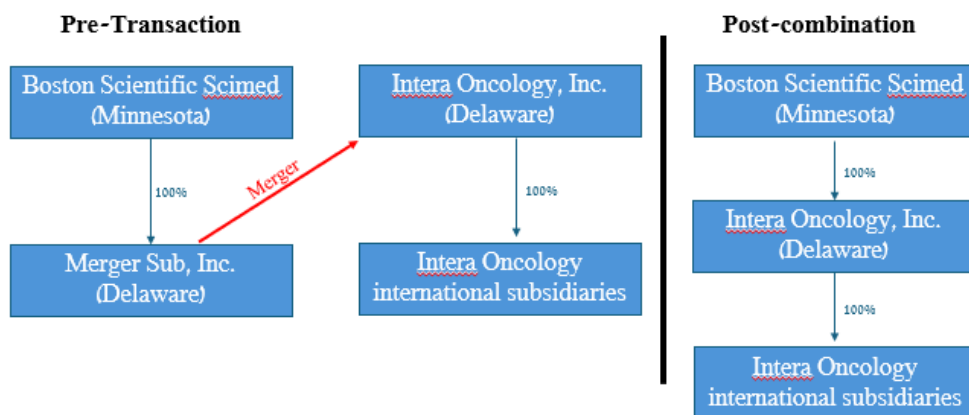 Pre-Transaction
Boston Scientific Scimed
(Minnesota)
100%
Merger Sub, Inc.
(Delaware)
Merger
Intera Oncology, Inc.
(Delaware)
100%
Intera Oncology
international subsidiaries
Post-combination
Boston Scientific Scimed
(Minnesota)
100%
Intera Oncology, Inc.
(Delaware)
100%
Intera Oncology
international subsidiaries